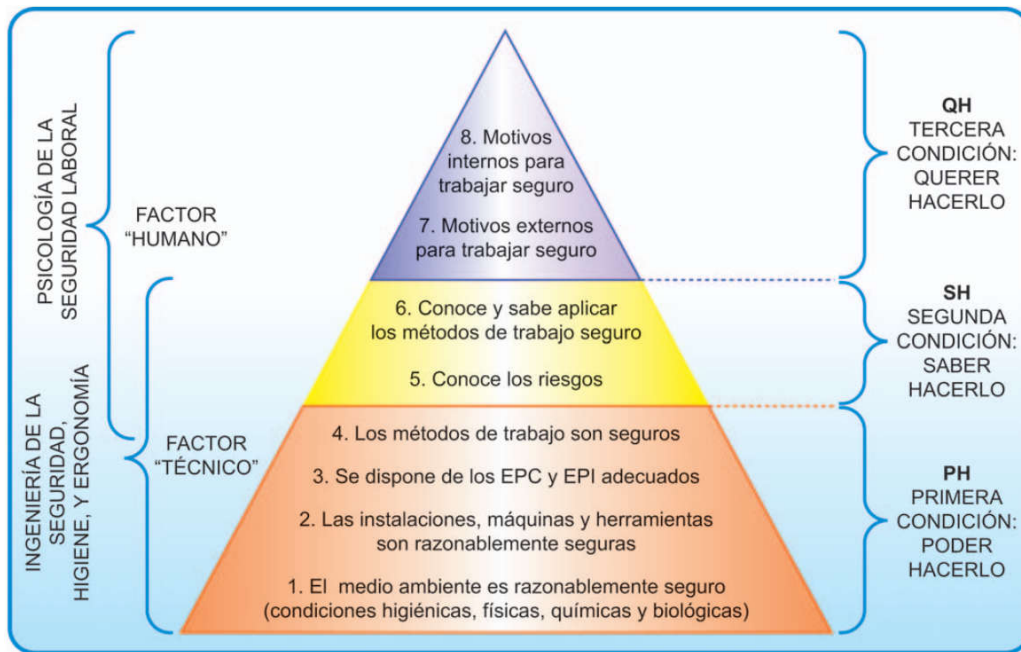 PSICOLOGÍA DE LA
SEGURIDAD LABORAL
FACTOR
“HUMANO”
INGENIERÍA DE LA
SEGURIDAD,
HIGIENE, Y ERGONOMÍA
FACTOR
“TÉCNICO”
8. Motivos
internos para
trabajar seguro
7. Motivos externos
para trabajar seguro
6. Conoce y sabe aplicar
los métodos de trabajo seguro
5. Conoce los riesgos
4. Los métodos de trabajo son seguros
3. Se dispone de los EPC y EPI adecuados
2. Las instalaciones, máquinas y herramientas
son razonablemente seguras
1. El medio ambiente es razonablemente seguro
(condiciones higiénicas, físicas, químicas y biológicas)
QH
TERCERA
CONDICIÓN:
QUERER
HACERLO
SH
SEGUNDA
CONDICIÓN:
SABER
HACERLO
PH
PRIMERA
CONDICIÓN:
PODER
HACERLO